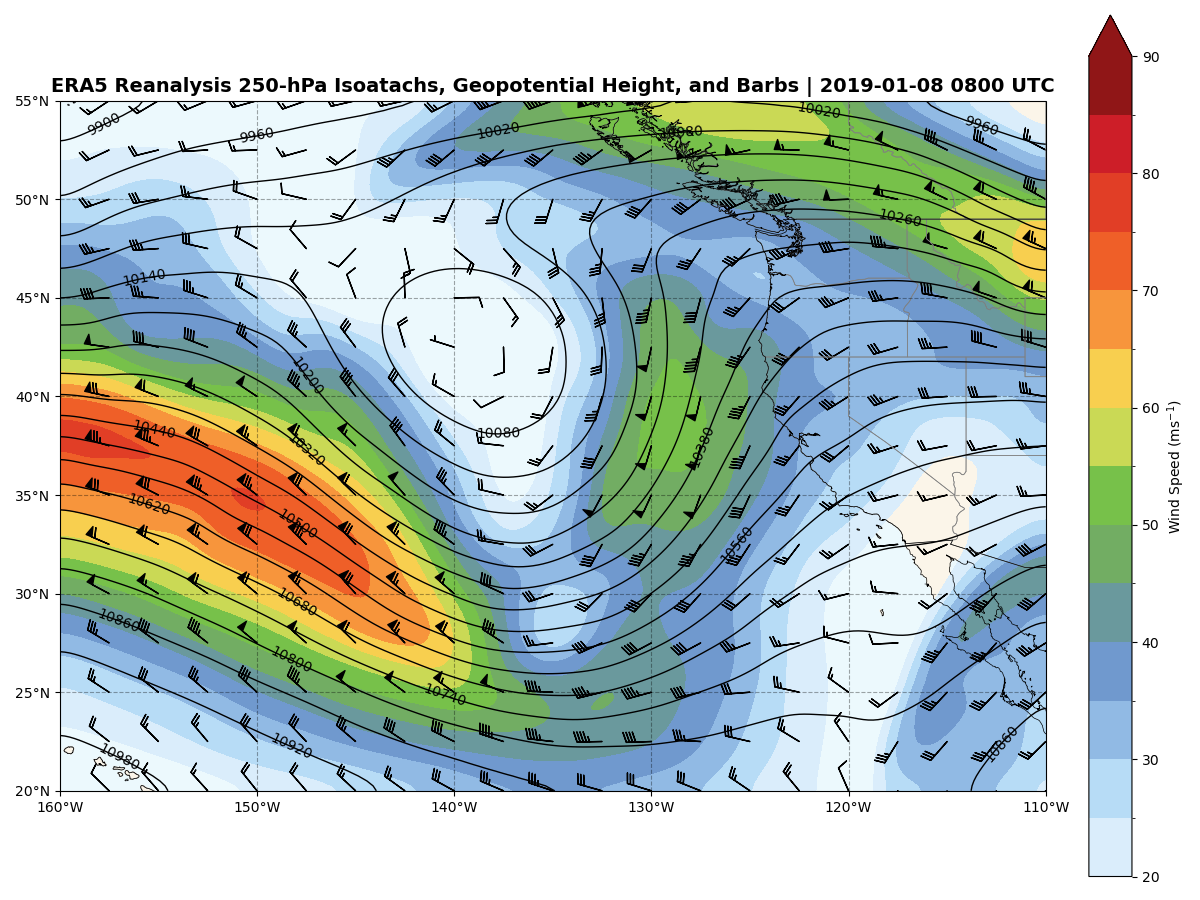 ERA5 Reanalysis 250-hPa Isoatachs, Geopotential Height, and Barbs | 2019-01-08 0800 UTC
55°N
50°N
45°N
40°N
35°N
30°N
25°N
20°N
160°W
150°W
140°W
130°W
120°W
110°W
9900
9960
10020
10080
10020
9960
10260
10140
10200
10080
10440
10320
10380
10620
10500
10560
10680
10860
10800
10740
10920
10860
10980
90
80
70
60
50
40
30
20
Wind Speed (ms⁻¹)